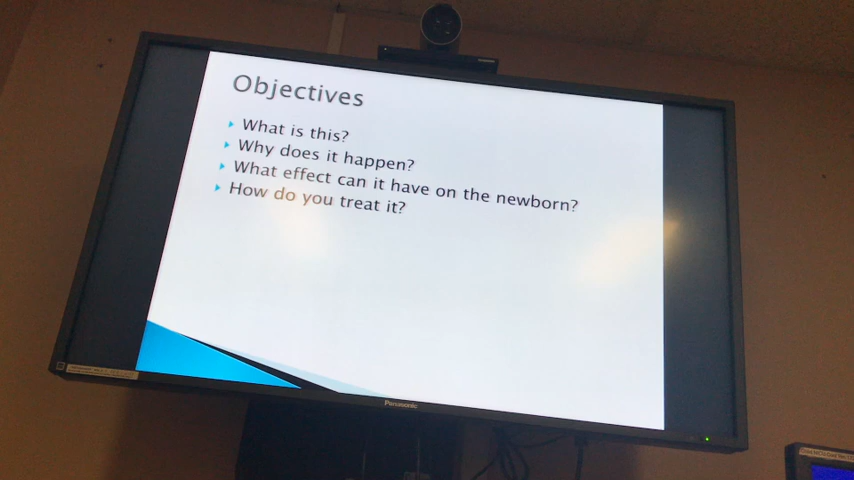 Objectives
What is this?
Why does it happen?
What effect can it have on the newborn?
How do you treat it?
Panasonic